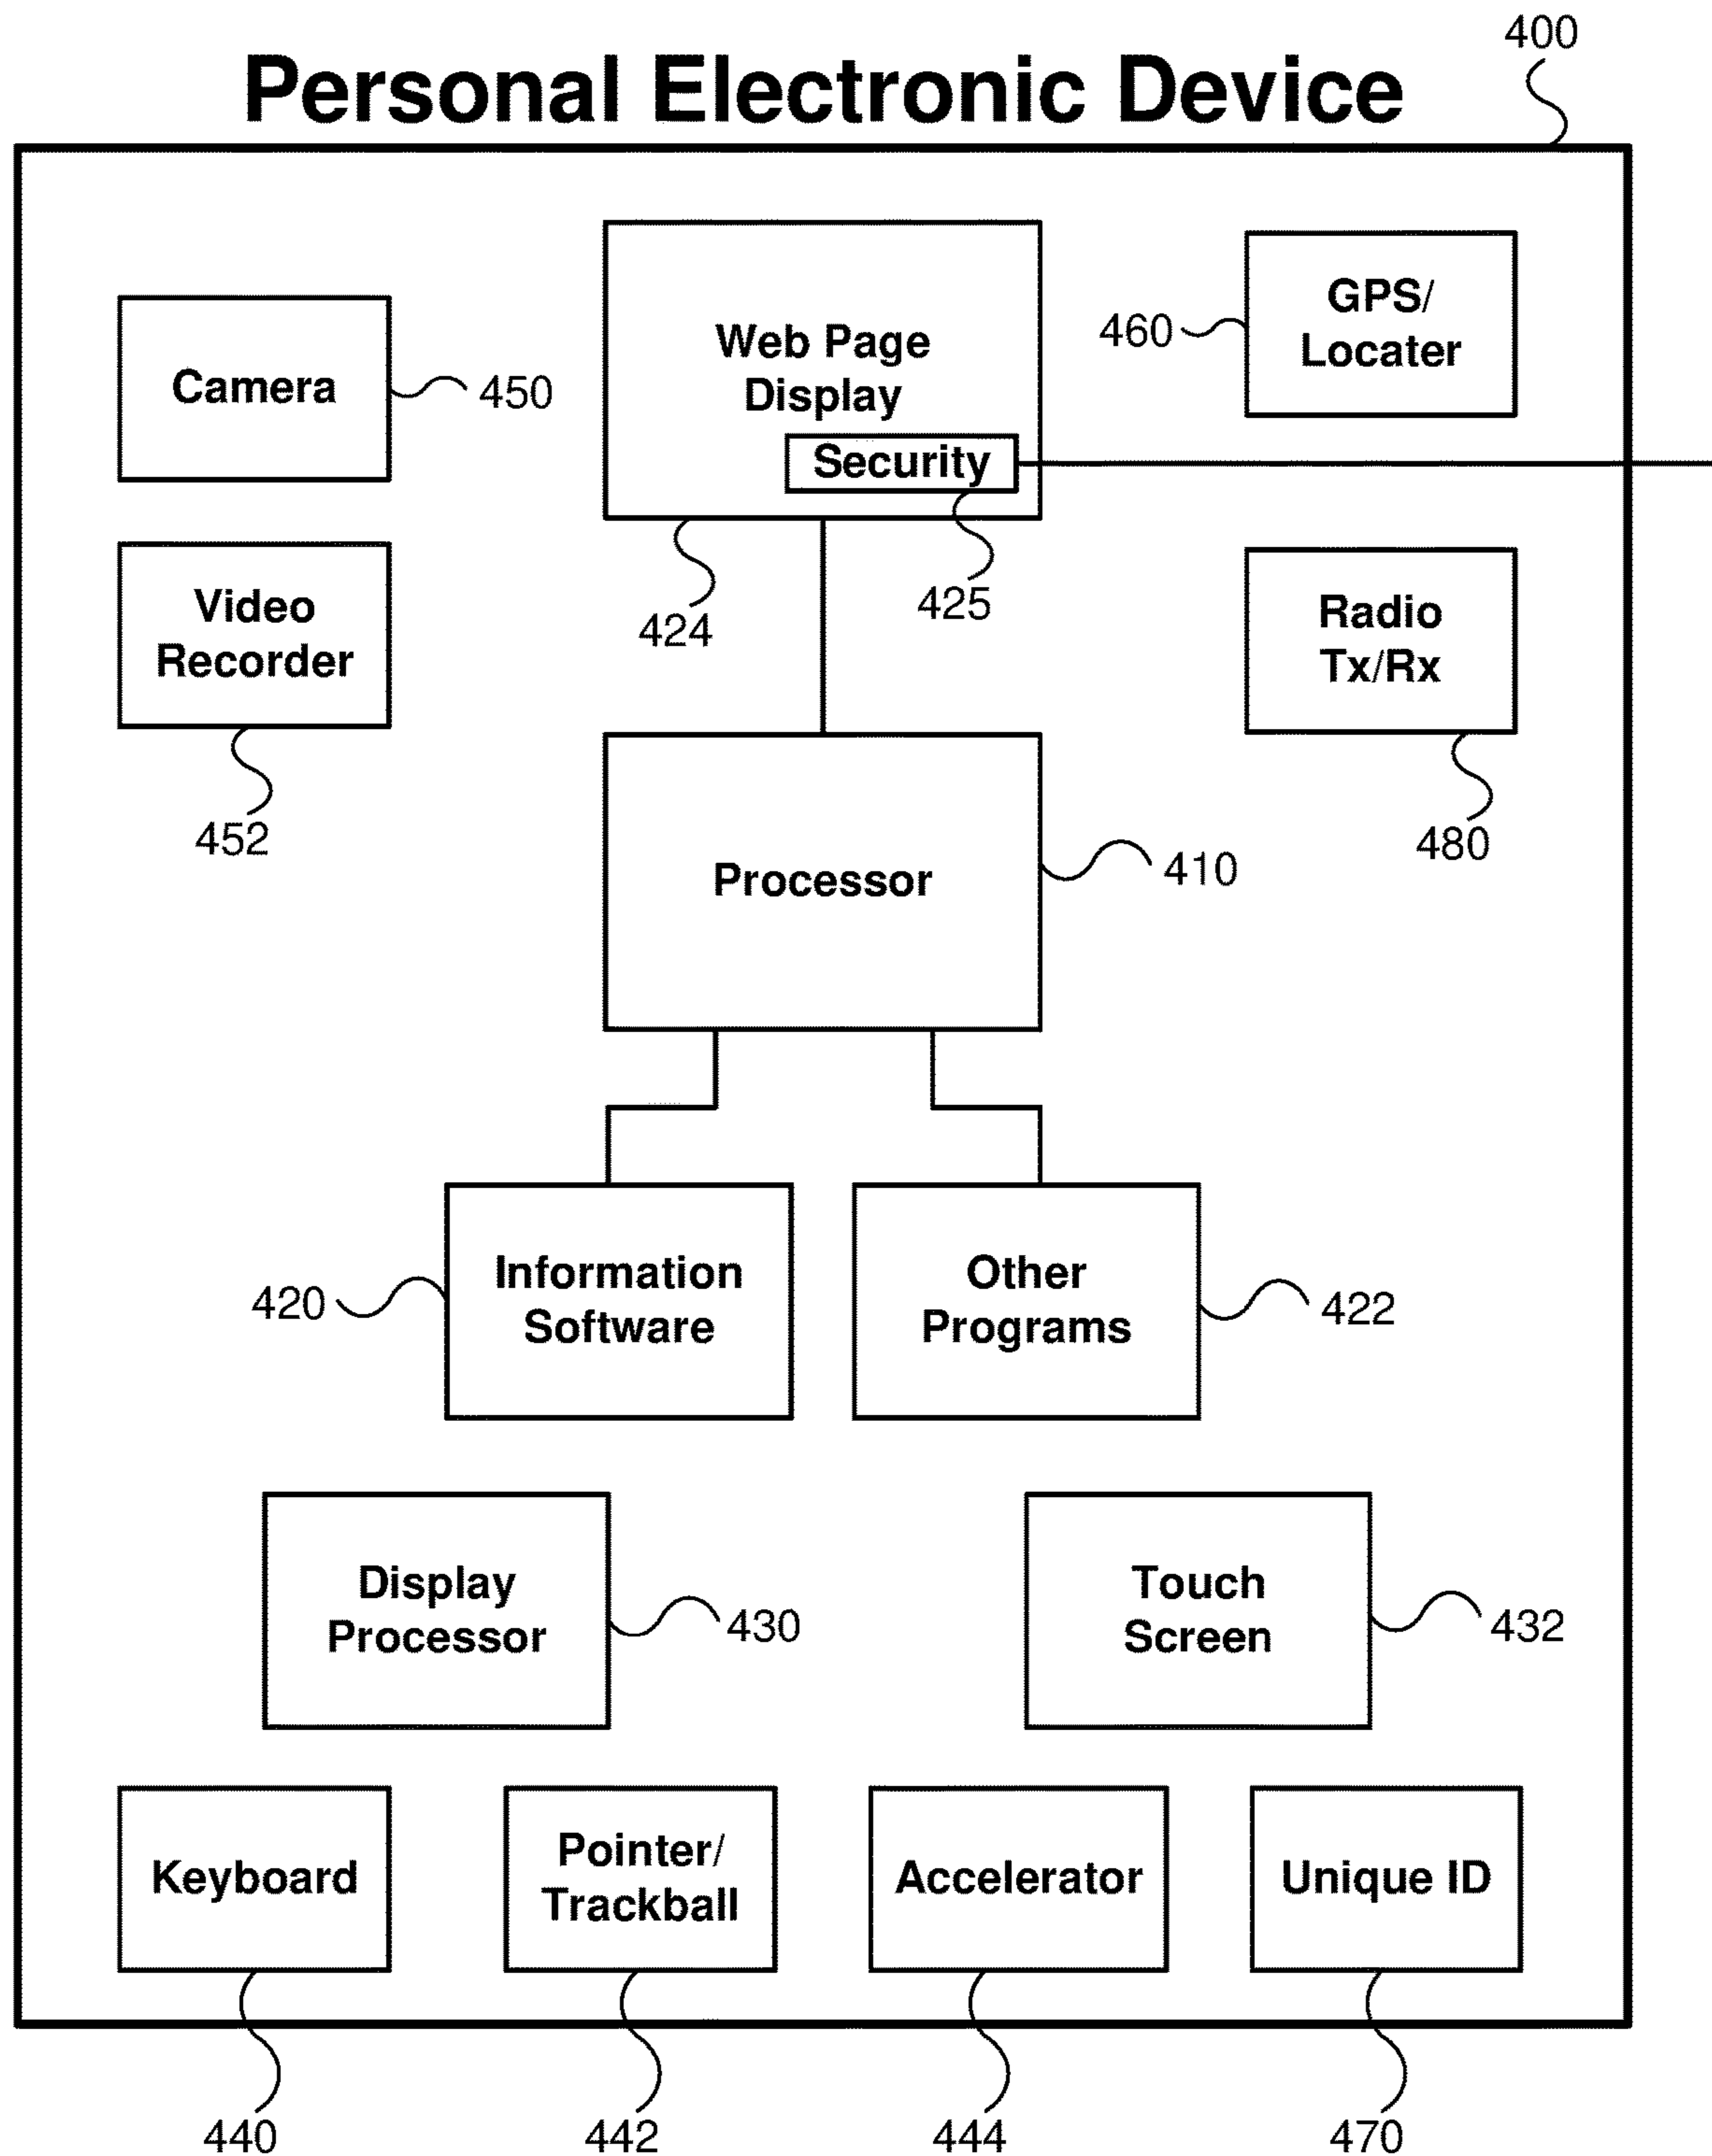 400
Personal Electronic Device
Camera
450
Web Page
Display
Security
424
425
GPS/
Locater
460
Video
Recorder
452
Radio
Tx/Rx
480
Processor
410
Information
Software
420
Other
Programs
422
Display
Processor
430
Touch
Screen
432
Keyboard
Pointer/
Trackball
Accelerator
Unique ID
440
442
444
470